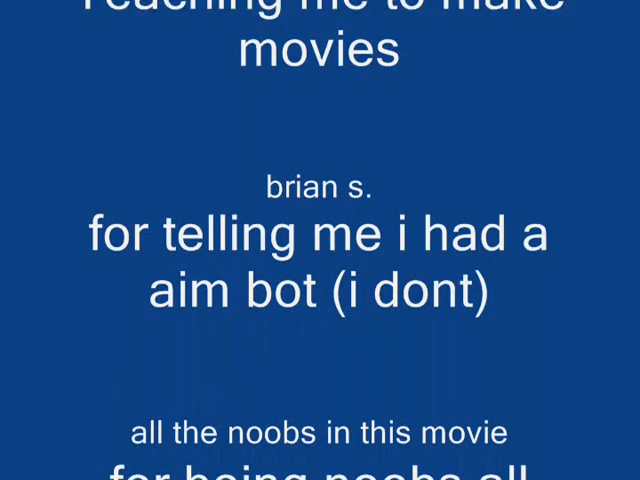 Teaching me to make
movies
brian s.
for telling me i had a
aim bot (i dont)
all the noobs in this movie
for being noobs all